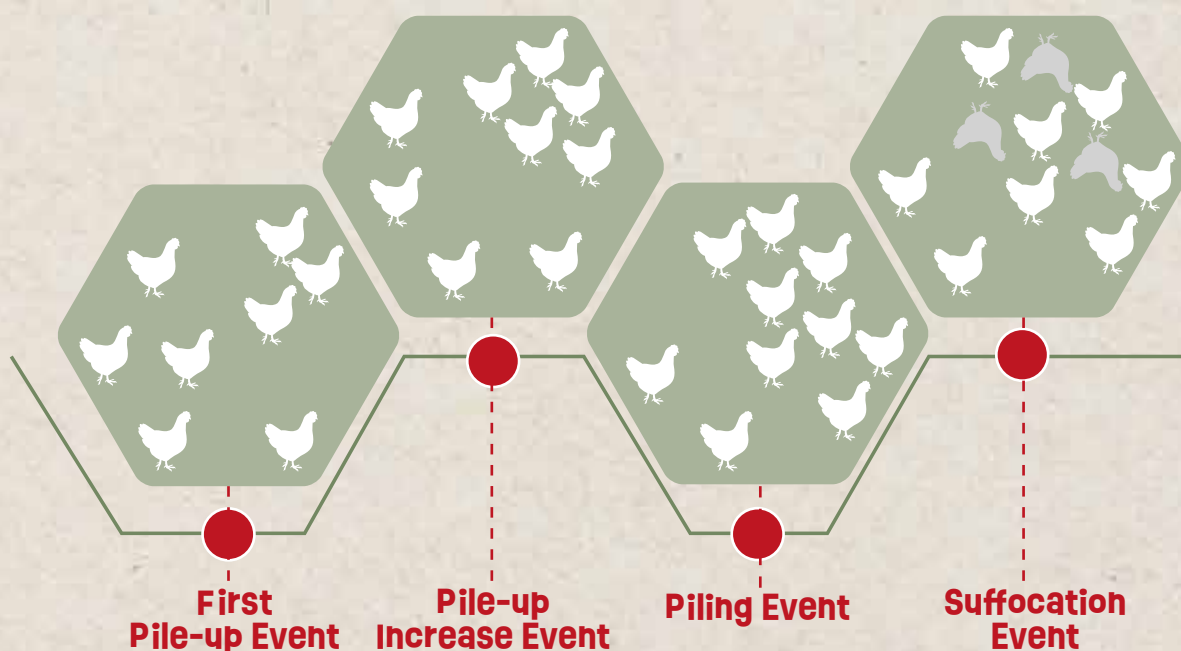 First
Pile-up Event
Pile-up
Increase Event
Piling Event
Suffocation
Event